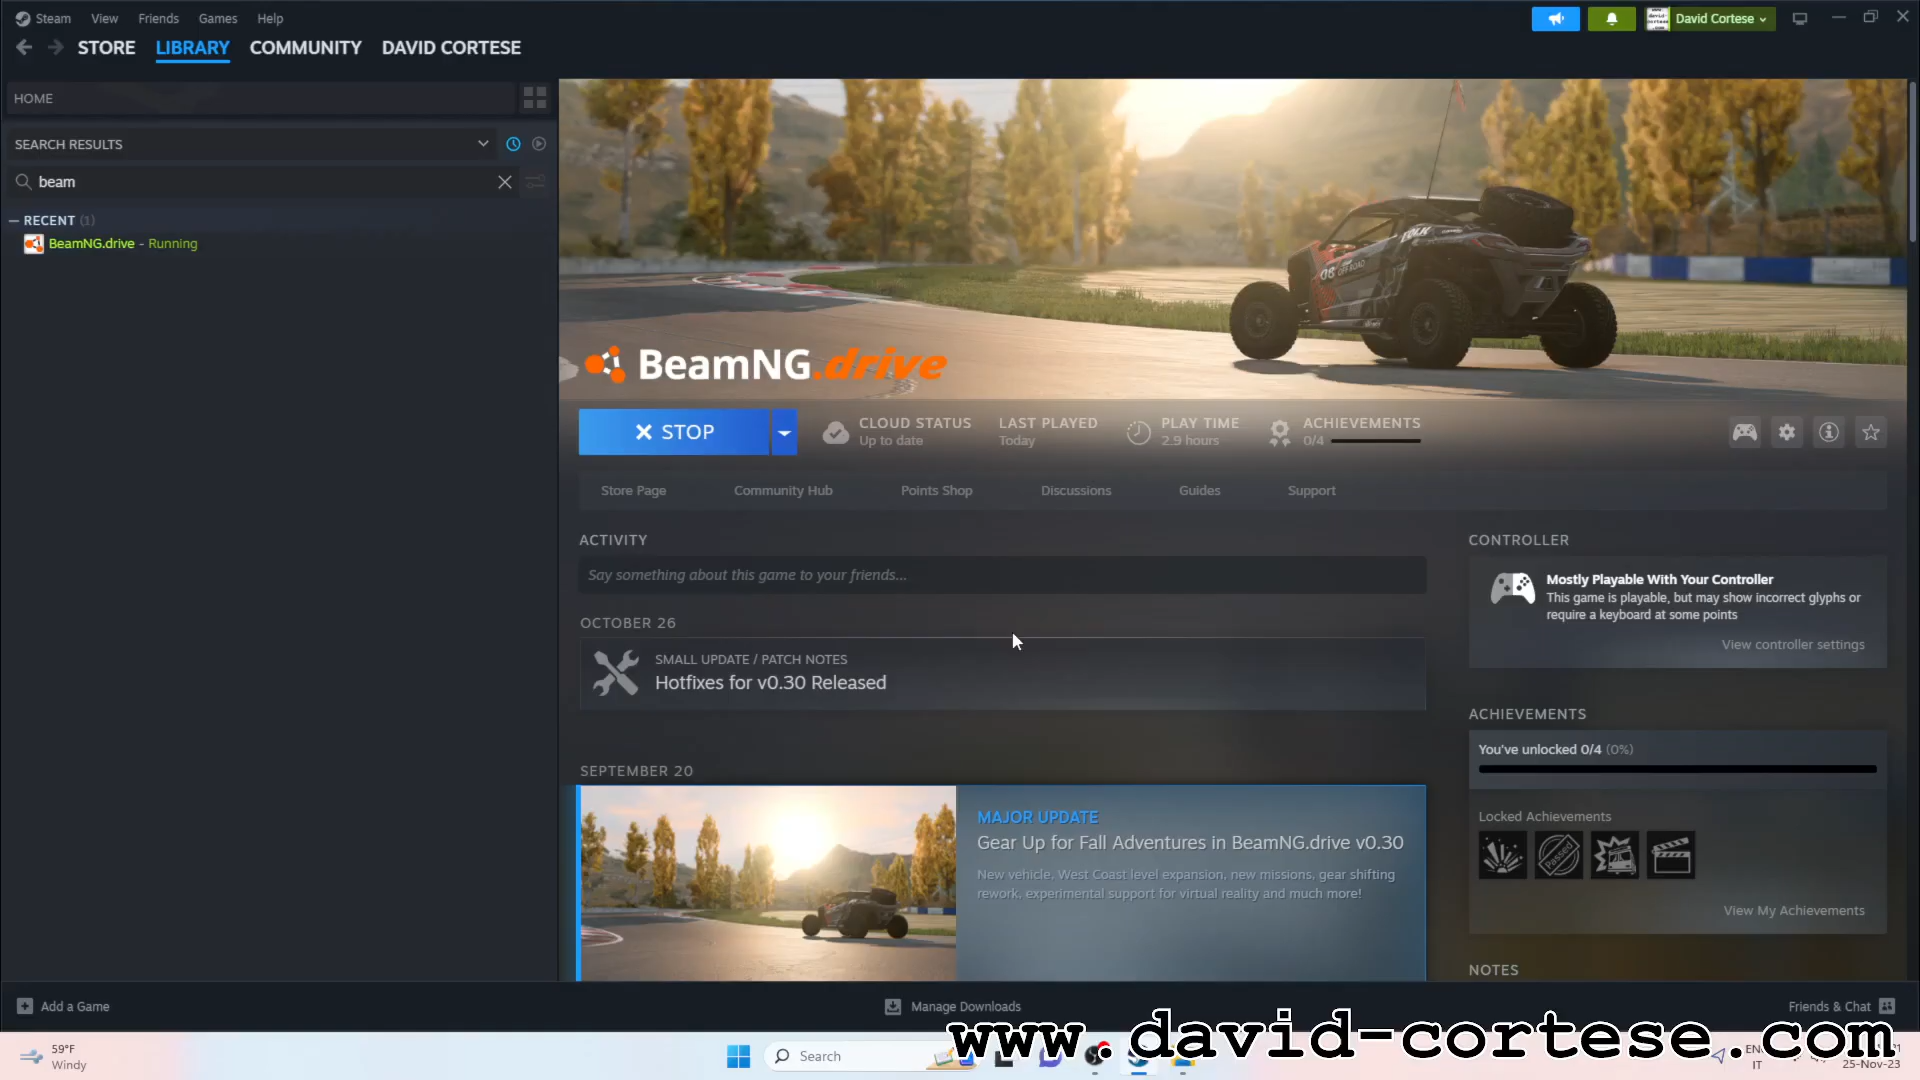 Steam View Friends Games Help
David Cortese
STORE LIBRARY COMMUNITY DAVID CORTESE
HOME
SEARCH RESULTS
beam
RECENT (1)
BeamNG.drive - Running
BeamNG.drive
STOP
CLOUD STATUS
Up to date
LAST PLAYED
Today
PLAY TIME
2.9 hours
ACHIEVEMENTS
0/4
Store Page Community Hub Points Shop Discussions Guides Support
ACTIVITY
Say something about this game to your friends...
OCTOBER 26
SMALL UPDATE / PATCH NOTES
Hotfixes for v0.30 Released
SEPTEMBER 20
MAJOR UPDATE
Gear Up for Fall Adventures in BeamNG.drive v0.30
New vehicle, West Coast level expansion, new missions, gear shifting
rework, experimental support for virtual reality and much more!
CONTROLLER
Mostly Playable With Your Controller
This game is playable, but may show incorrect glyphs or
require a keyboard at some points
View controller settings
ACHIEVEMENTS
You've unlocked 0/4 (0%)
Locked Achievements
Passed
View My Achievements
NOTES
Add a Game
Manage Downloads
Friends & Chat
www.david-cortese.com
59°F
Windy
Search
IT
25-Nov-23